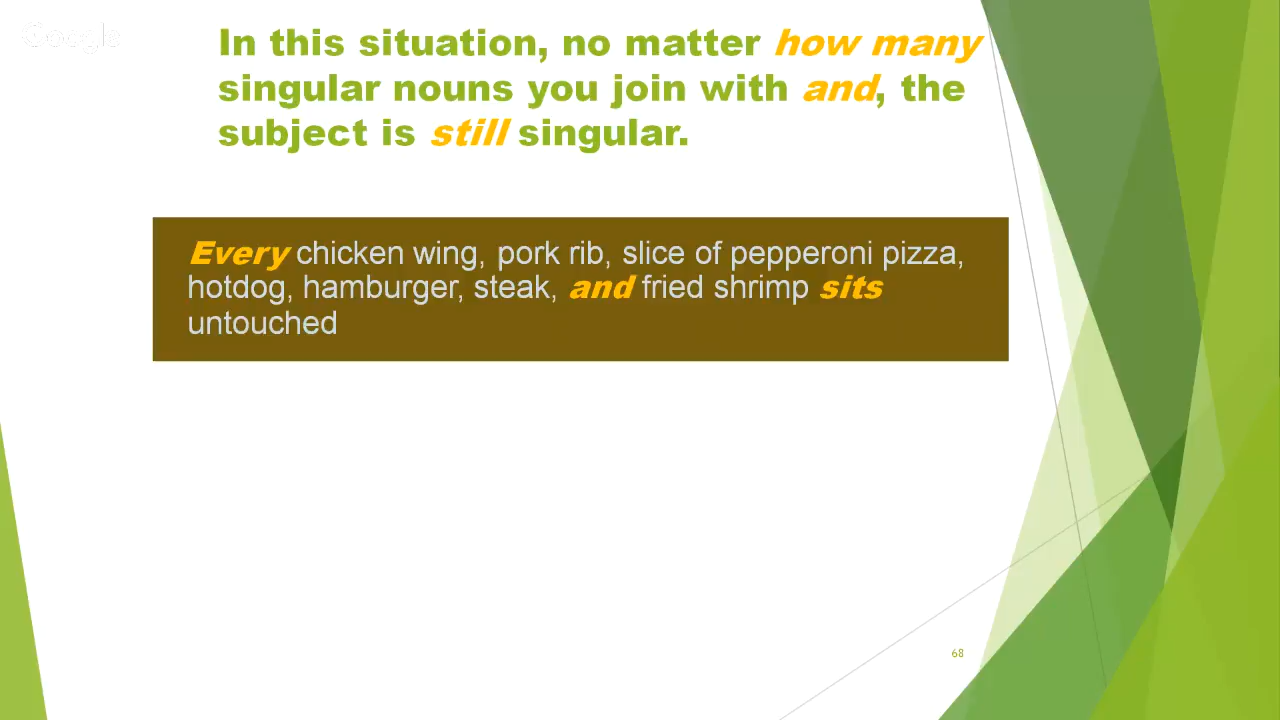 Google
In this situation, no matter how many
singular nouns you join with and, the
subject is still singular.
Every chicken wing, pork rib, slice of pepperoni pizza,
hotdog, hamburger, steak, and fried shrimp sits
untouched
68